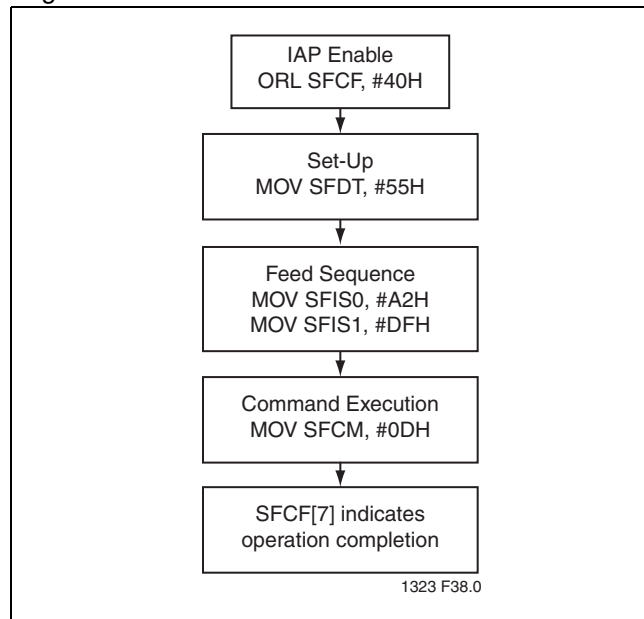 IAP Enable
ORL SFCF, #40H
Set-Up
MOV SFDT, #55H
Feed Sequence
MOV SFIS0, #A2H
MOV SFIS1, #DFH
Command Execution
MOV SFCM, #0DH
SFCF[7] indicates
operation completion
1323 F38.0